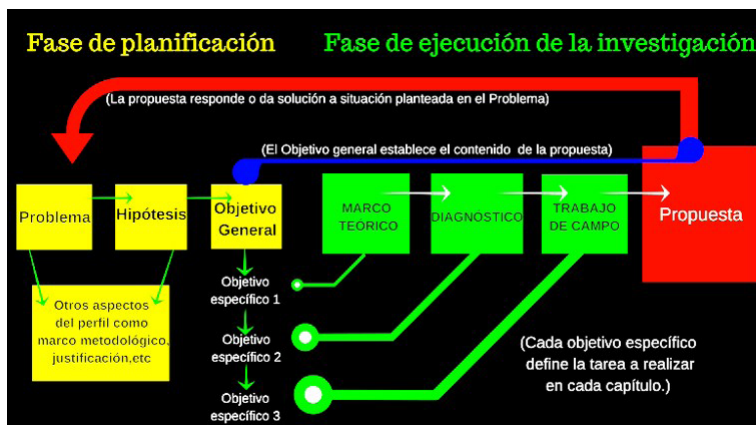 Fase de planificación
Fase de ejecución de la investigación
(La propuesta responde o da solución a situación planteada en el Problema)
(El Objetivo general establece el contenido de la propuesta)
Problema
Hipótesis
Objetivo
General
MARCO
TEÓRICO
DIAGNÓSTICO
TRABAJO
DE CAMPO
Propuesta
Otros aspectos
del perfil como
marco metodológico,
justificación,etc
Objetivo
específico 1
Objetivo
específico 2
Objetivo
específico 3
(Cada objetivo específico
define la tarea a realizar
en cada capítulo.)